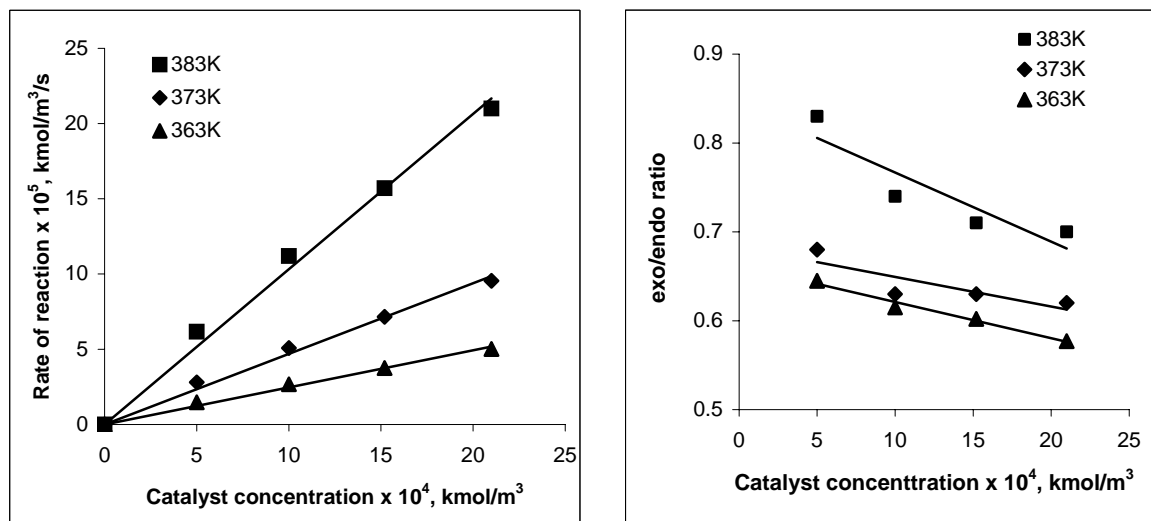 25
20
15
10
5
0
0 5 10 15 20 25
383K
373K
363K
Rate of reaction x 10⁵, kmol/m³/s
Catalyst concentration x 10⁴, kmol/m³
0.9
0.8
0.7
0.6
0.5
0 5 10 15 20 25
383K
373K
363K
exo/endo ratio
Catalyst concenttration x 10⁴, kmol/m³